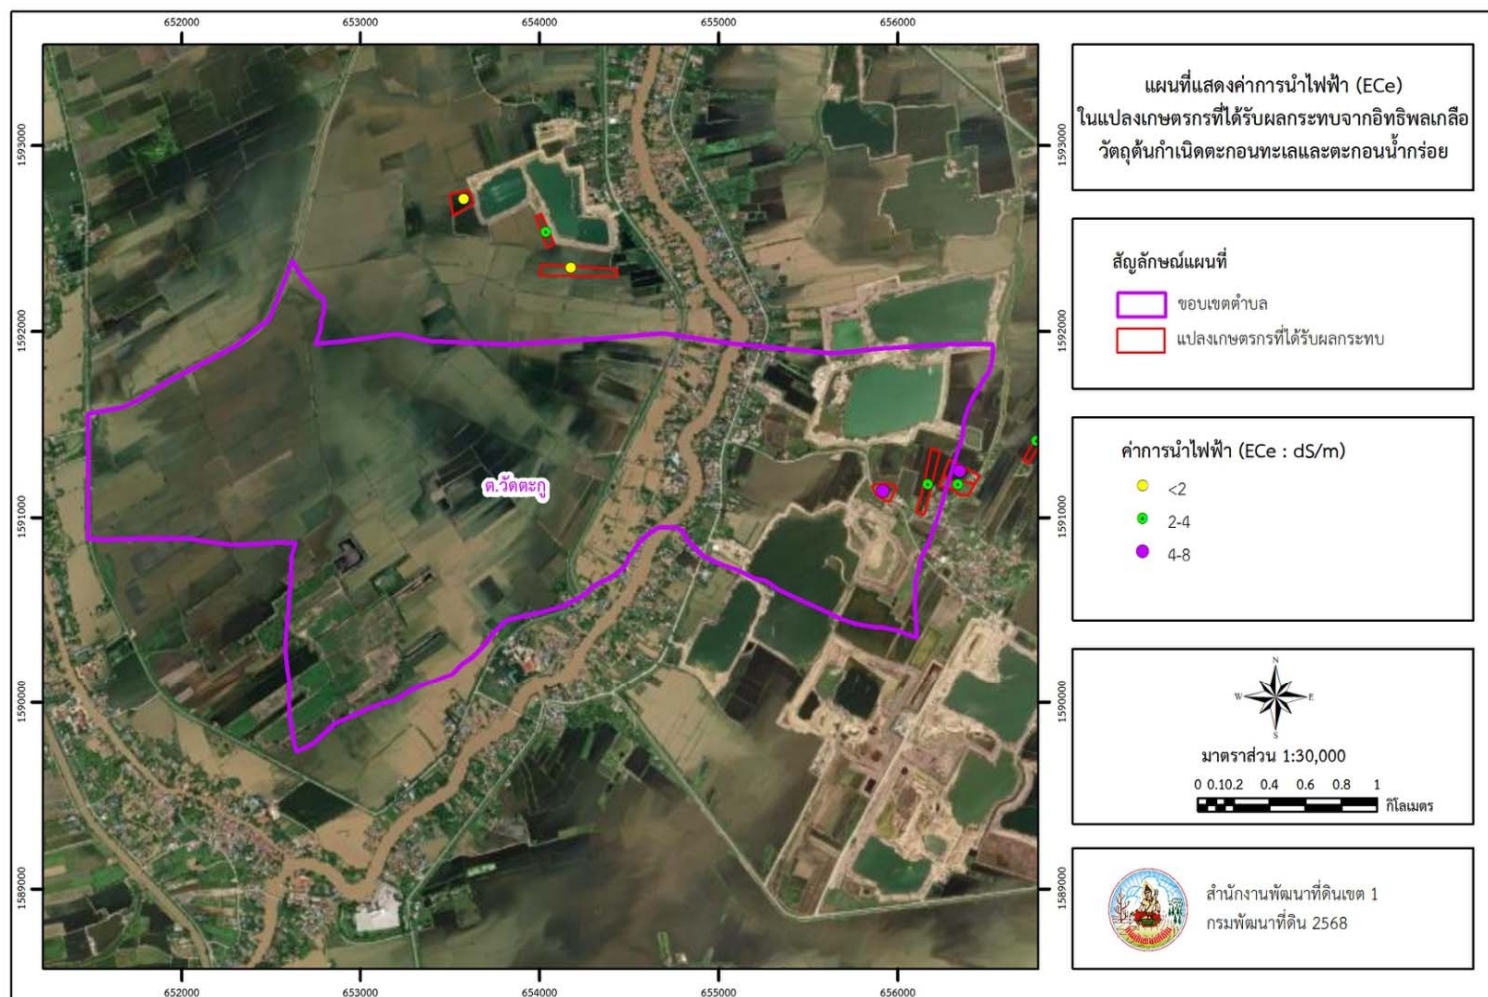 652000 653000 654000 655000 656000
1593000
1592000
1591000
1590000
1589000
ต.วัดตะกู
1593000
1592000
1591000
1590000
1589000
652000 653000 654000 655000 656000
แผนที่แสดงค่าการนำไฟฟ้า (ECe)
ในแปลงเกษตรกรที่ได้รับผลกระทบจากอิทธิพลเกลือ
วัตถุต้นกำเนิดตะกอนทะเลและตะกอนน้ำกร่อย
สัญลักษณ์แผนที่
ขอบเขตตำบล
แปลงเกษตรกรที่ได้รับผลกระทบ
ค่าการนำไฟฟ้า (ECe : dS/m)
<2
2-4
4-8
N
W E
S
มาตราส่วน 1:30,000
0 0.10.2 0.4 0.6 0.8 1
กิโลเมตร
สำนักงานพัฒนาที่ดินเขต 1
กรมพัฒนาที่ดิน 2568